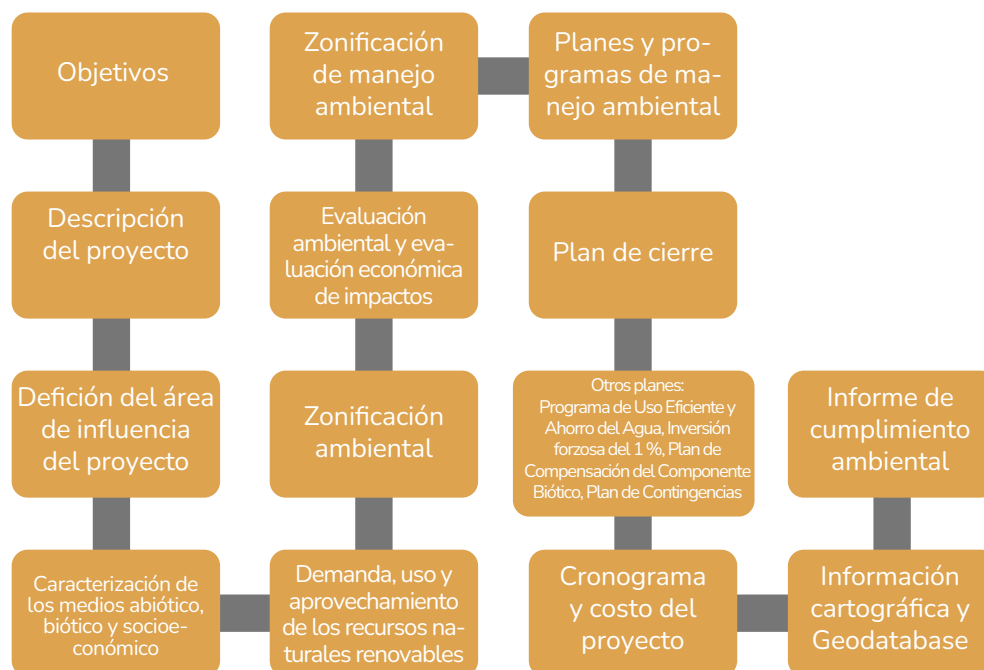 Objetivos
Descripción
del proyecto
Defición del área
de influencia
del proyecto
Caracterización de
los medios abiótico,
biótico y socioe-
conómico
Demanda, uso y
aprovechamiento
de los recursos na-
turales renovables
Zonificación
ambiental
Evaluación
ambiental y eva-
luación económica
de impactos
Zonificación
de manejo
ambiental
Planes y pro-
gramas de ma-
nejo ambiental
Plan de cierre
Otros planes:
Programa de Uso Eficiente y
Ahorro del Agua, Inversión
forzosa del 1 %, Plan de
Compensación del Componente
Biótico, Plan de Contingencias
Cronograma
y costo del
proyecto
Información
cartográfica y
Geodatabase
Informe de
cumplimiento
ambiental